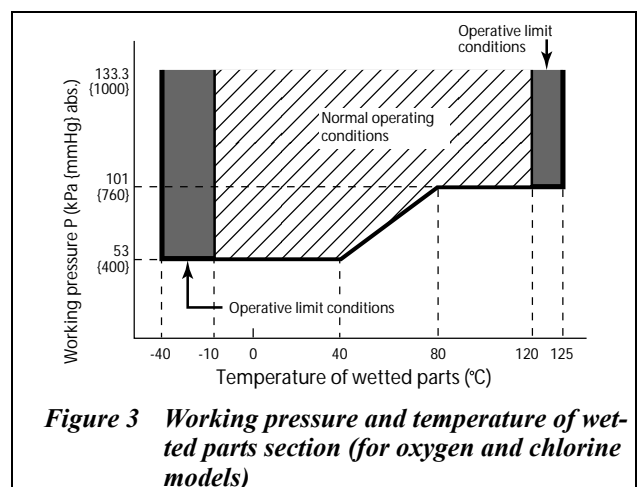 Operative limit
conditions
133.3
{1000}
Normal operating
conditions
101
{760}
53
{400}
Operative limit conditions
Working pressure P (kPa {mmHg} abs.)
-40 -10 0 40 80 120 125
Temperature of wetted parts (°C)
Figure 3 Working pressure and temperature of wet-
ted parts section (for oxygen and chlorine
models)